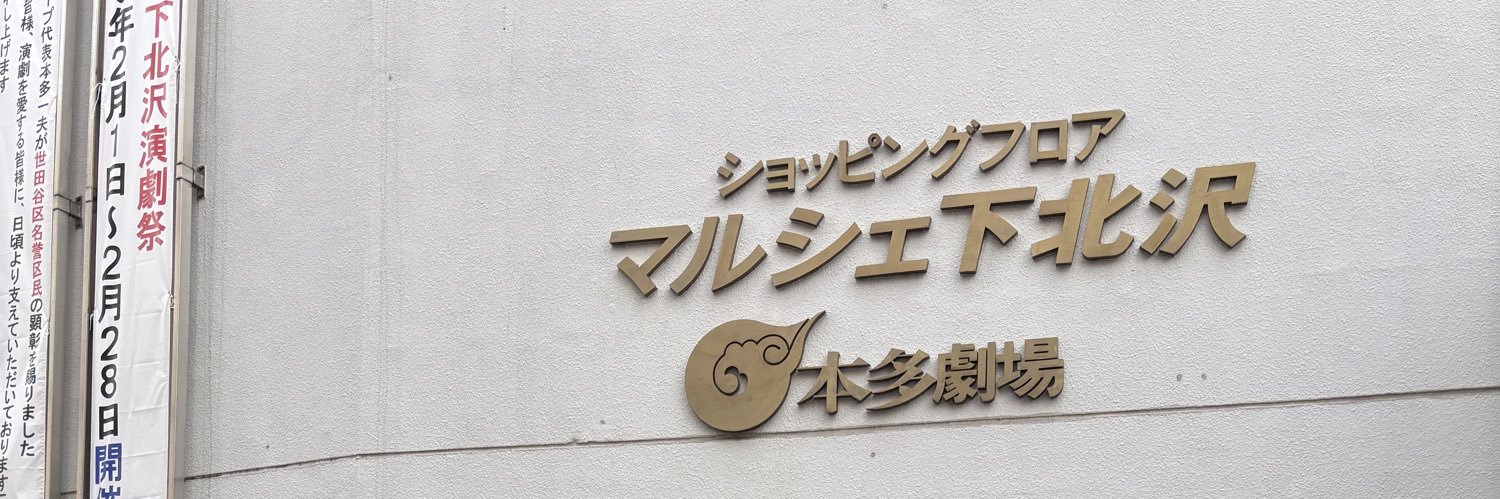 ショッピングフロア
マルシェ下北沢
本多劇場
下北沢演劇祭
年2月1日～2月28日開催
プ代表本多一夫が世田谷区名誉区民の顕彰を賜りました
皆様、演劇を愛する皆様に、日頃より支えていただいております
し上げます